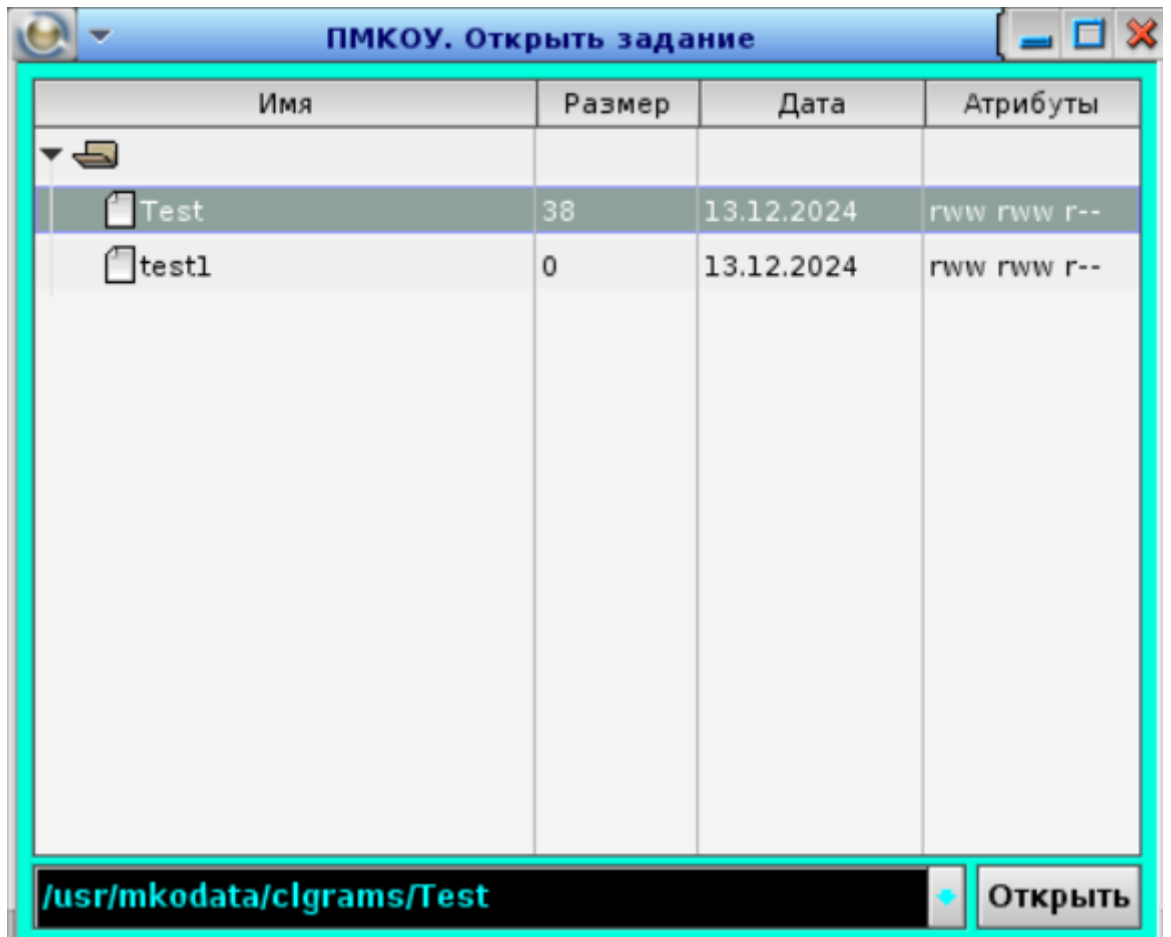 ПМКОУ. Открыть задание
Имя Размер Дата Атрибуты
Test 38 13.12.2024 rww rww r--
test1 0 13.12.2024 rww rww r--
/usr/mkodata/clgrams/Test Открыть